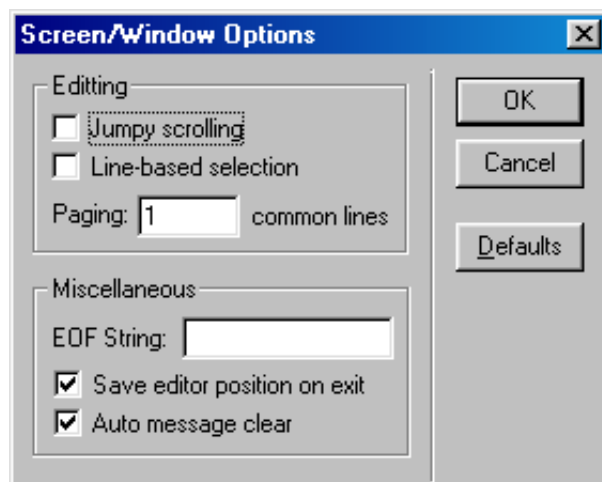 Screen/Window Options
Editting
Jumpy scrolling
Line-based selection
Paging: 1 common lines
Miscellaneous
EOF String:
Save editor position on exit
Auto message clear
OK
Cancel
Defaults